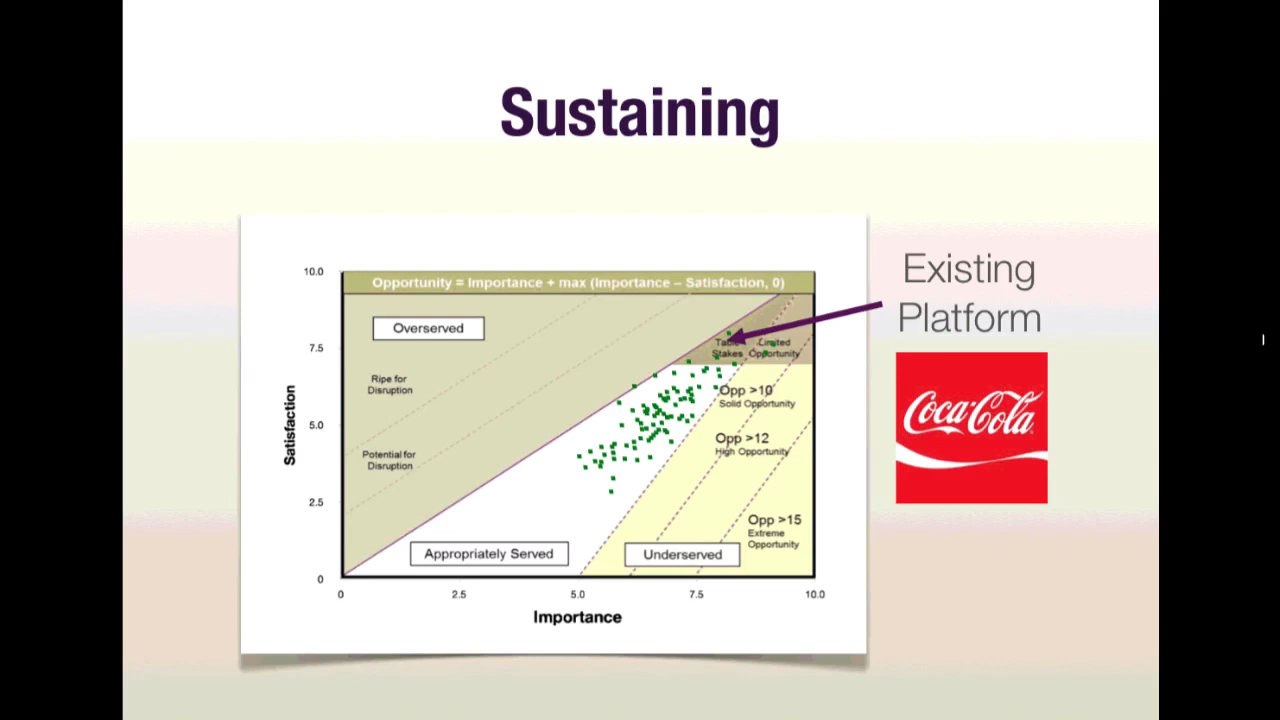 Sustaining
10.0
Opportunity = Importance + max (Importance – Satisfaction, 0)
Overserved
7.5
Table
Stakes
Limited
Opportunity
Ripe for
Disruption
Opp >10
Solid Opportunity
5.0
Satisfaction
Opp >12
High Opportunity
Potential for
Disruption
2.5
Opp >15
Extreme
Opportunity
Appropriately Served
Underserved
0
0
2.5
5.0
7.5
10.0
Importance
Existing
Platform
Coca-Cola